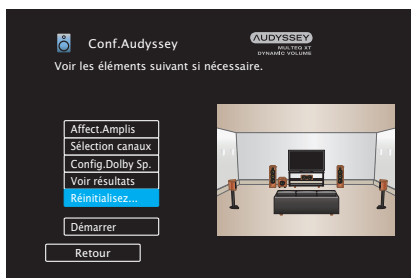 Conf.Audyssey
AUDYSSEY
MULTEQ XT
DYNAMIC VOLUME
Voir les éléments suivant si nécessaire.
Affect.Amplis
Sélection canaux
Config.Dolby Sp.
Voir résultats
Réinitialisez...
Démarrer
Retour